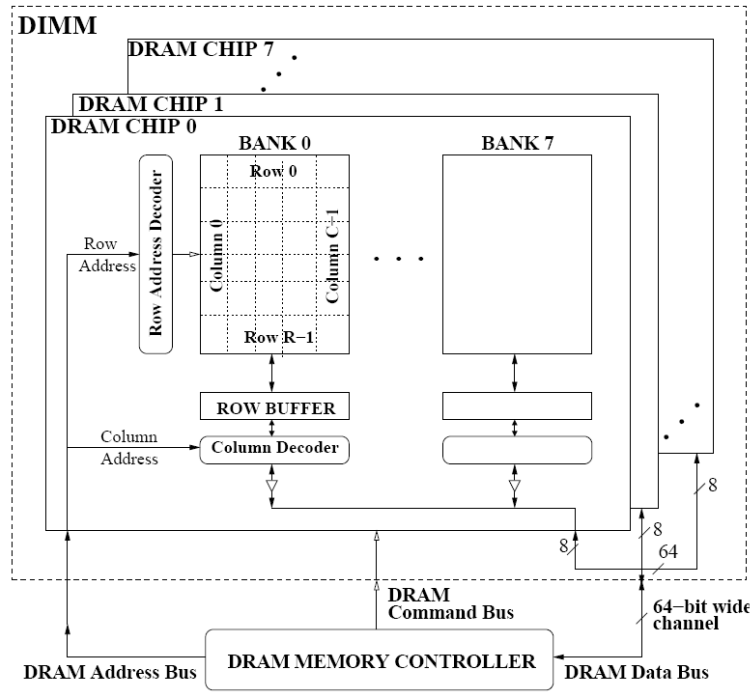 DIMM
DRAM CHIP 7
DRAM CHIP 1
DRAM CHIP 0
BANK 0
BANK 7
Row 0
Row Address Decoder
Column 0
Column C−1
Row
Address
Row R−1
ROW BUFFER
Column
Address
Column Decoder
8
8
8
64
DRAM
Command Bus
64−bit wide
channel
DRAM MEMORY CONTROLLER
DRAM Address Bus
DRAM Data Bus